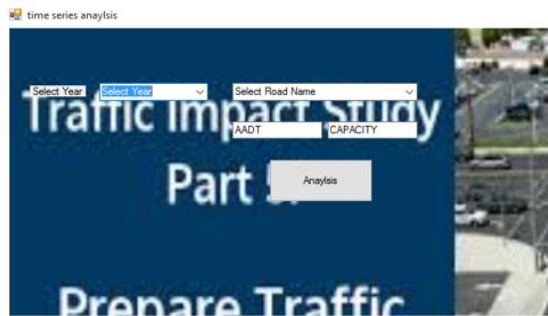 time series anaylsis
Select Year Select Year Select Road Name
Traffic Impact Study
AADT CAPACITY
Part
Anaylsis
Prepare Traffic